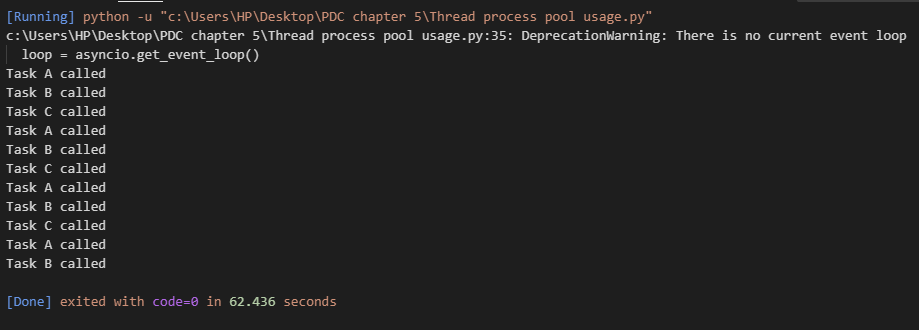 [Running] python -u "c:\Users\HP\Desktop\PDC chapter 5\Thread process pool usage.py"
c:\Users\HP\Desktop\PDC chapter 5\Thread process pool usage.py:35: DeprecationWarning: There is no current event loop
loop = asyncio.get_event_loop()
Task A called
Task B called
Task C called
Task A called
Task B called
Task C called
Task A called
Task B called
Task C called
Task A called
Task B called
[Done] exited with code=0 in 62.436 seconds